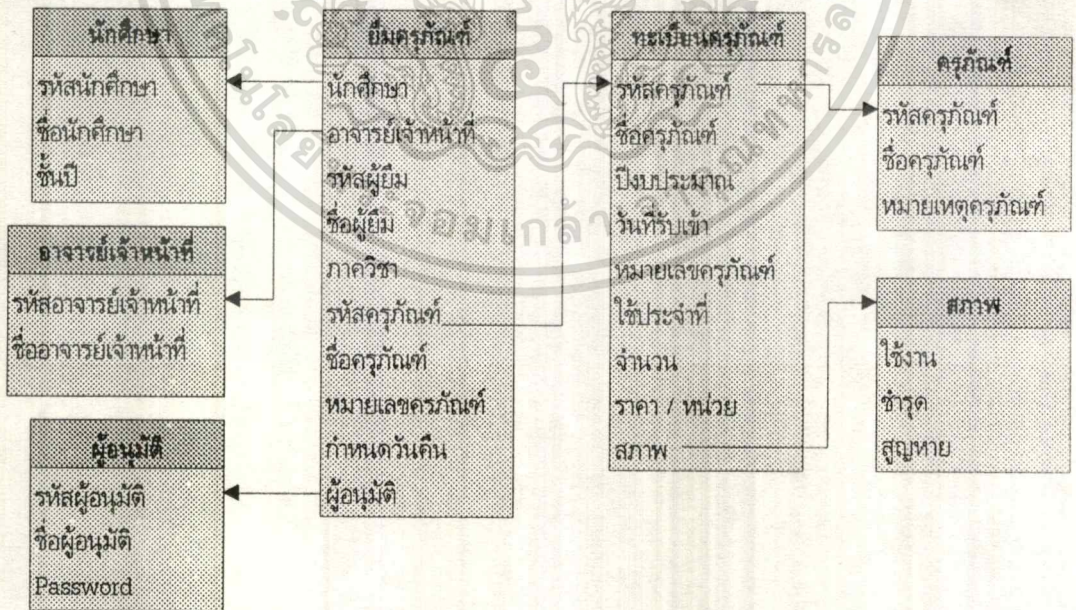 นักศึกษา
รหัสนักศึกษา
ชื่อนักศึกษา
ชั้นปี
อาจารย์เจ้าหน้าที่
รหัสอาจารย์เจ้าหน้าที่
ชื่ออาจารย์เจ้าหน้าที่
ผู้อนุมัติ
รหัสผู้อนุมัติ
ชื่อผู้อนุมัติ
Password
ยืมครุภัณฑ์
นักศึกษา
อาจารย์เจ้าหน้าที่
รหัสผู้ยืม
ชื่อผู้ยืม
ภาควิชา
รหัสครุภัณฑ์
ชื่อครุภัณฑ์
หมายเลขครภัณฑ์
กำหนดวันคืน
ผู้อนุมัติ
ทะเบียนครุภัณฑ์
รหัสครุภัณฑ์
ชื่อครุภัณฑ์
ปีงบประมาณ
วันที่รับเข้า
หมายเลขครุภัณฑ์
ใช้ประจำที่
จำนวน
ราคา / หน่วย
สภาพ
ครุภัณฑ์
รหัสครุภัณฑ์
ชื่อครุภัณฑ์
หมายเหตุครุภัณฑ์
สภาพ
ใช้งาน
ชำรุด
สูญหาย